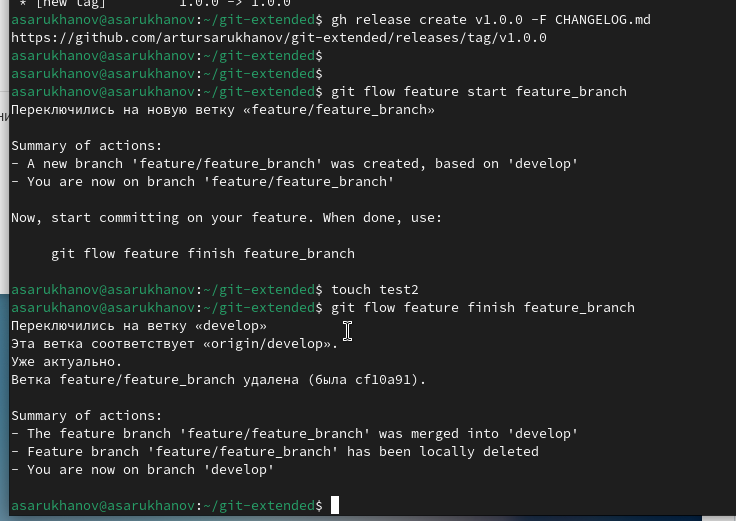 * [new tag]         1.0.0 -> 1.0.0
asarukhanov@asarukhanov:~/git-extended$ gh release create v1.0.0 -F CHANGELOG.md
https://github.com/artursarukhanov/git-extended/releases/tag/v1.0.0
asarukhanov@asarukhanov:~/git-extended$
asarukhanov@asarukhanov:~/git-extended$
asarukhanov@asarukhanov:~/git-extended$ git flow feature start feature_branch
Переключились на новую ветку «feature/feature_branch»
Summary of actions:
- A new branch 'feature/feature_branch' was created, based on 'develop'
- You are now on branch 'feature/feature_branch'
Now, start committing on your feature. When done, use:
git flow feature finish feature_branch
asarukhanov@asarukhanov:~/git-extended$ touch test2
asarukhanov@asarukhanov:~/git-extended$ git flow feature finish feature_branch
Переключились на ветку «develop»
Эта ветка соответствует «origin/develop».
Уже актуально.
Ветка feature/feature_branch удалена (была cf10a91).
Summary of actions:
- The feature branch 'feature/feature_branch' was merged into 'develop'
- Feature branch 'feature/feature_branch' has been locally deleted
- You are now on branch 'develop'
asarukhanov@asarukhanov:~/git-extended$